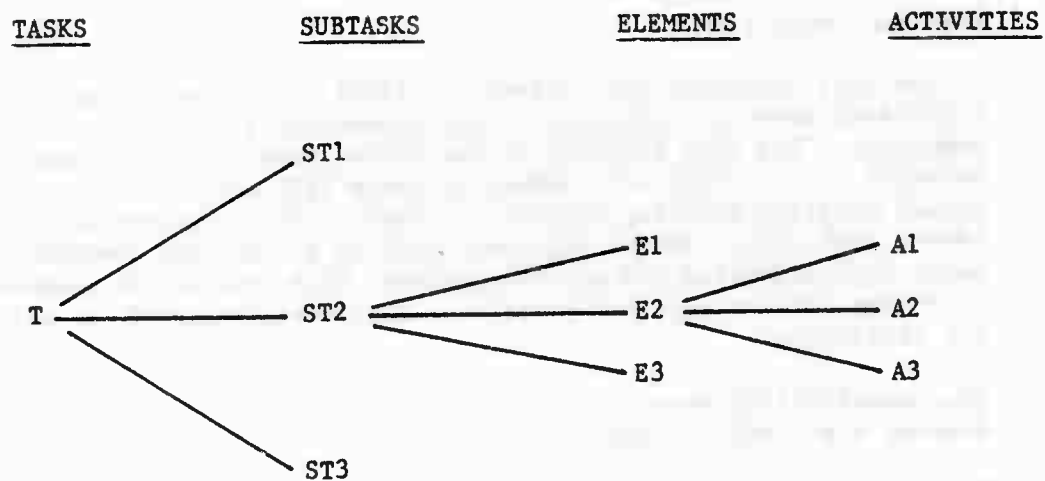 TASKS SUBTASKS ELEMENTS ACTIVITIES
ST1
E1 A1
T ST2 E2 A2
E3 A3
ST3